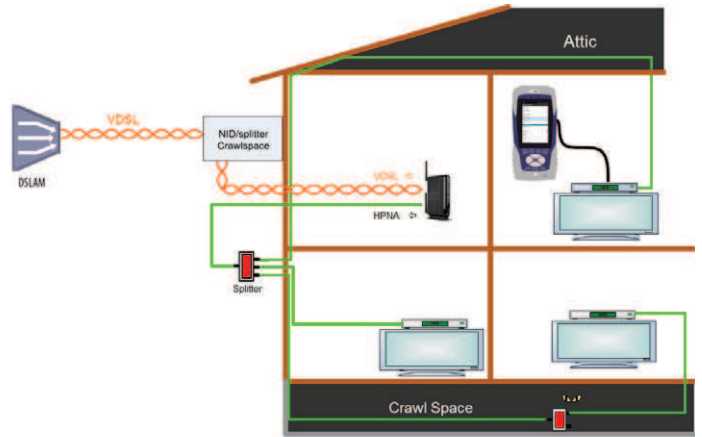 Attic
VDSL
NID/splitter
Crawlspace
DSLAM
VDSL
HPNA
Splitter
Crawl Space